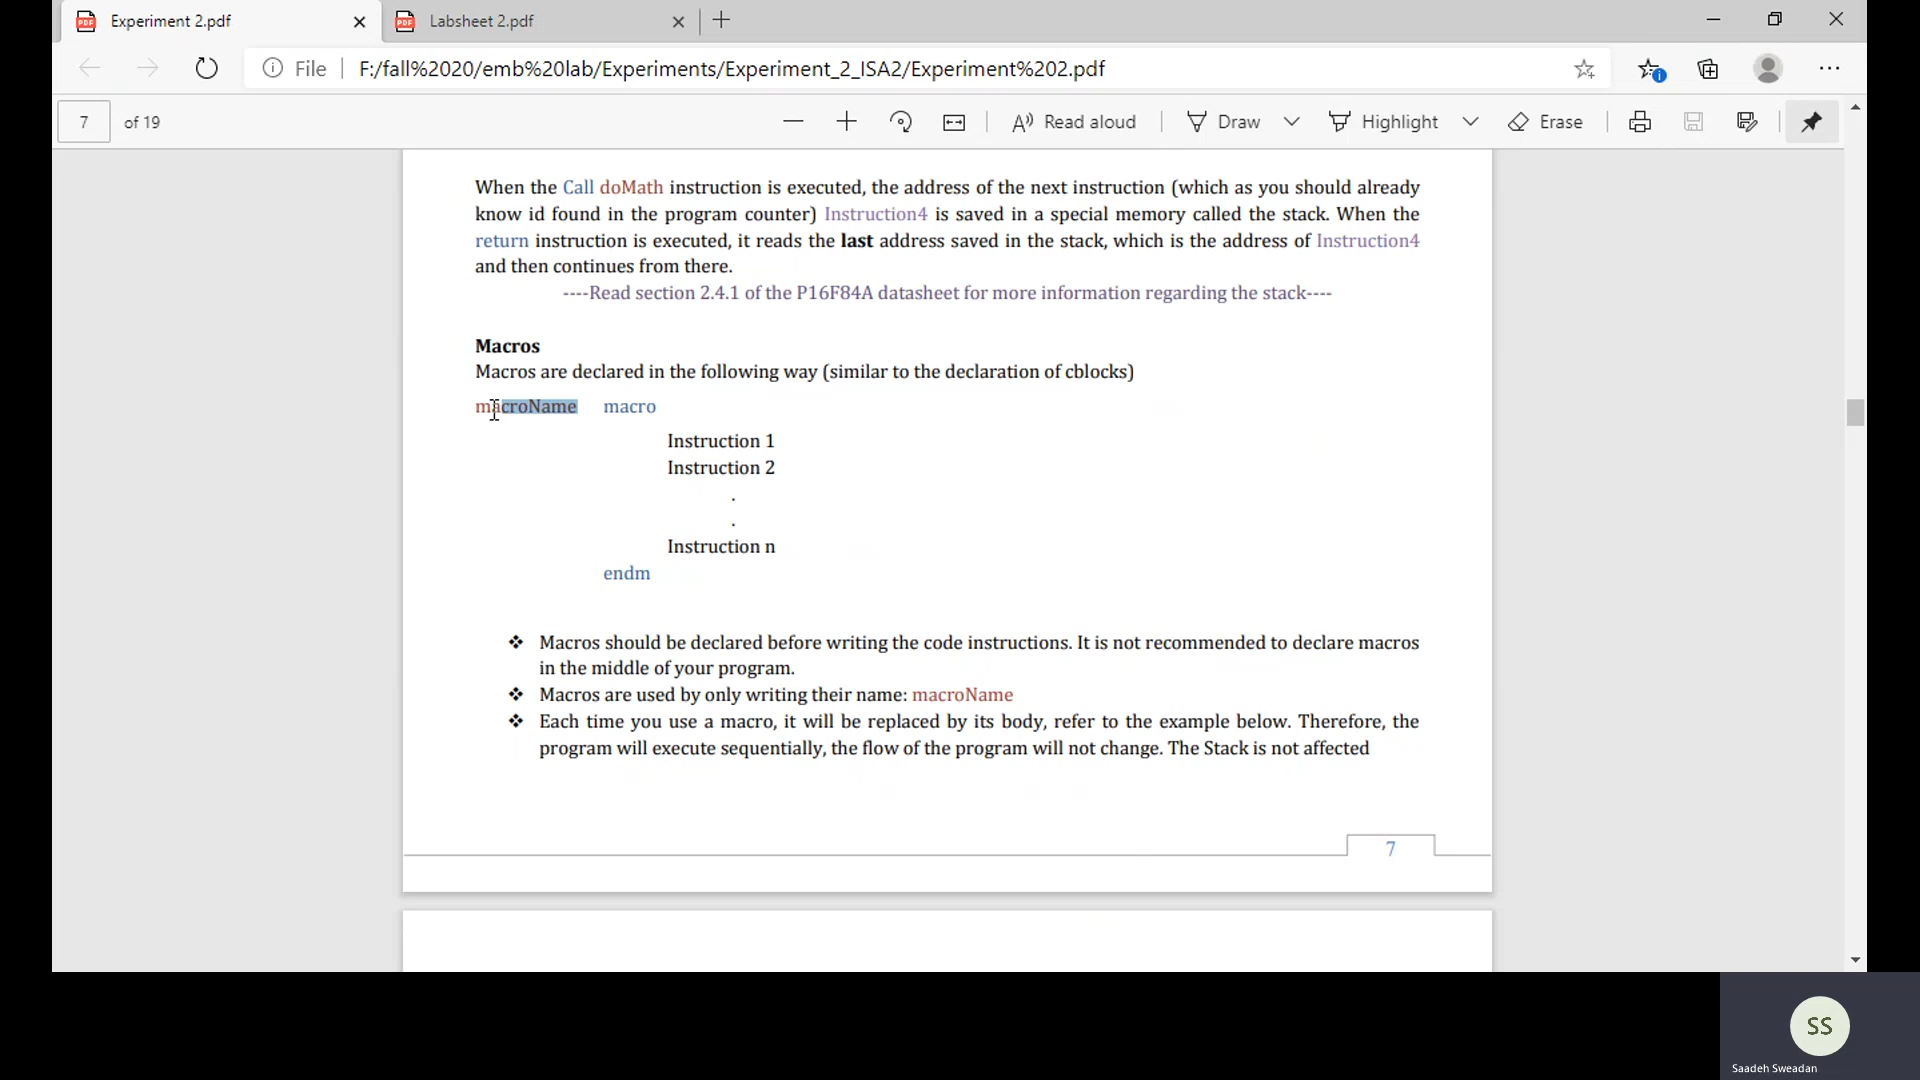 Experiment 2.pdf
Labsheet 2.pdf
File
F:/fall%2020/emb%20lab/Experiments/Experiment_2_ISA2/Experiment%202.pdf
7 of 19
Read aloud
Draw
Highlight
Erase
When the Call doMath instruction is executed, the address of the next instruction (which as you should already
know id found in the program counter) Instruction4 is saved in a special memory called the stack. When the
return instruction is executed, it reads the last address saved in the stack, which is the address of Instruction4
and then continues from there.
----Read section 2.4.1 of the P16F84A datasheet for more information regarding the stack----
Macros
Macros are declared in the following way (similar to the declaration of cblocks)
macroName macro
Instruction 1
Instruction 2
.
.
Instruction n
endm
❖ Macros should be declared before writing the code instructions. It is not recommended to declare macros
in the middle of your program.
❖ Macros are used by only writing their name: macroName
❖ Each time you use a macro, it will be replaced by its body, refer to the example below. Therefore, the
program will execute sequentially, the flow of the program will not change. The Stack is not affected
7
SS
Saadeh Sweadan